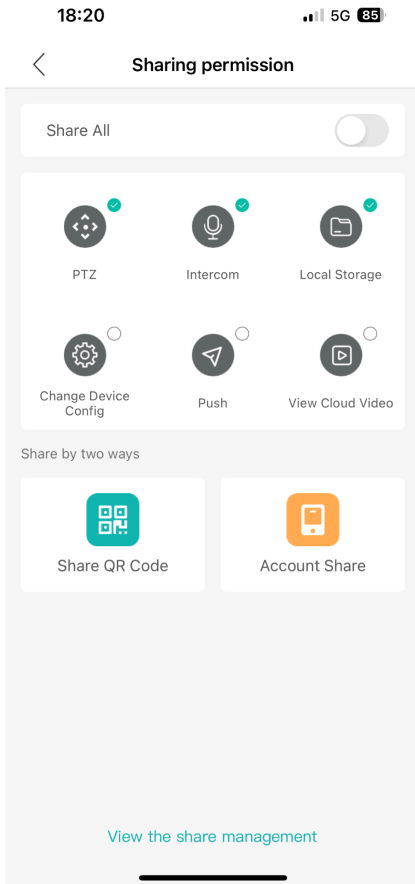 18:20 5G 85
Sharing permission
Share All
PTZ Intercom Local Storage
Change Device
Config Push View Cloud Video
Share by two ways
Share QR Code Account Share
View the share management